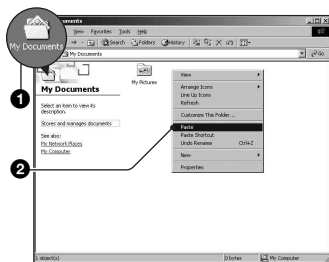 My Documents
View Favorites Tools Help
Search Folders History
My Documents
Go
My Documents
Select an item to view its
description.
Stores and manages documents
See also:
My Network Places
My Computer
My Pictures
View
Arrange Icons
Line Up Icons
Refresh
Customize This Folder...
Paste
Paste Shortcut
Undo Rename Ctrl+Z
New
Properties
1
2
1 object(s)
0 bytes
My Computer